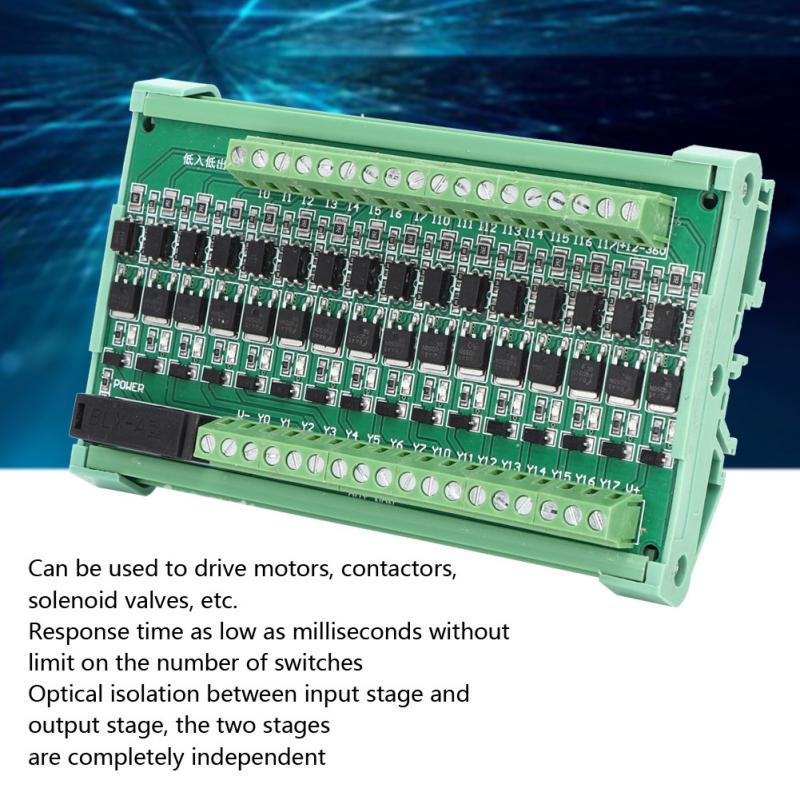 低入低出
I0 I1 I2 I3 I4 I5 I6 I7 I10 I11 I12 I13 I14 I15 I16 I17
POWER
BLX-A
V- Y0 Y1 Y2 Y3 Y4 Y5 Y6 Y7 Y10 Y11 Y12 Y13 Y14 Y15 Y16 Y17 V+
Can be used to drive motors, contactors,
solenoid valves, etc.
Response time as low as milliseconds without
limit on the number of switches
Optical isolation between input stage and
output stage, the two stages
are completely independent